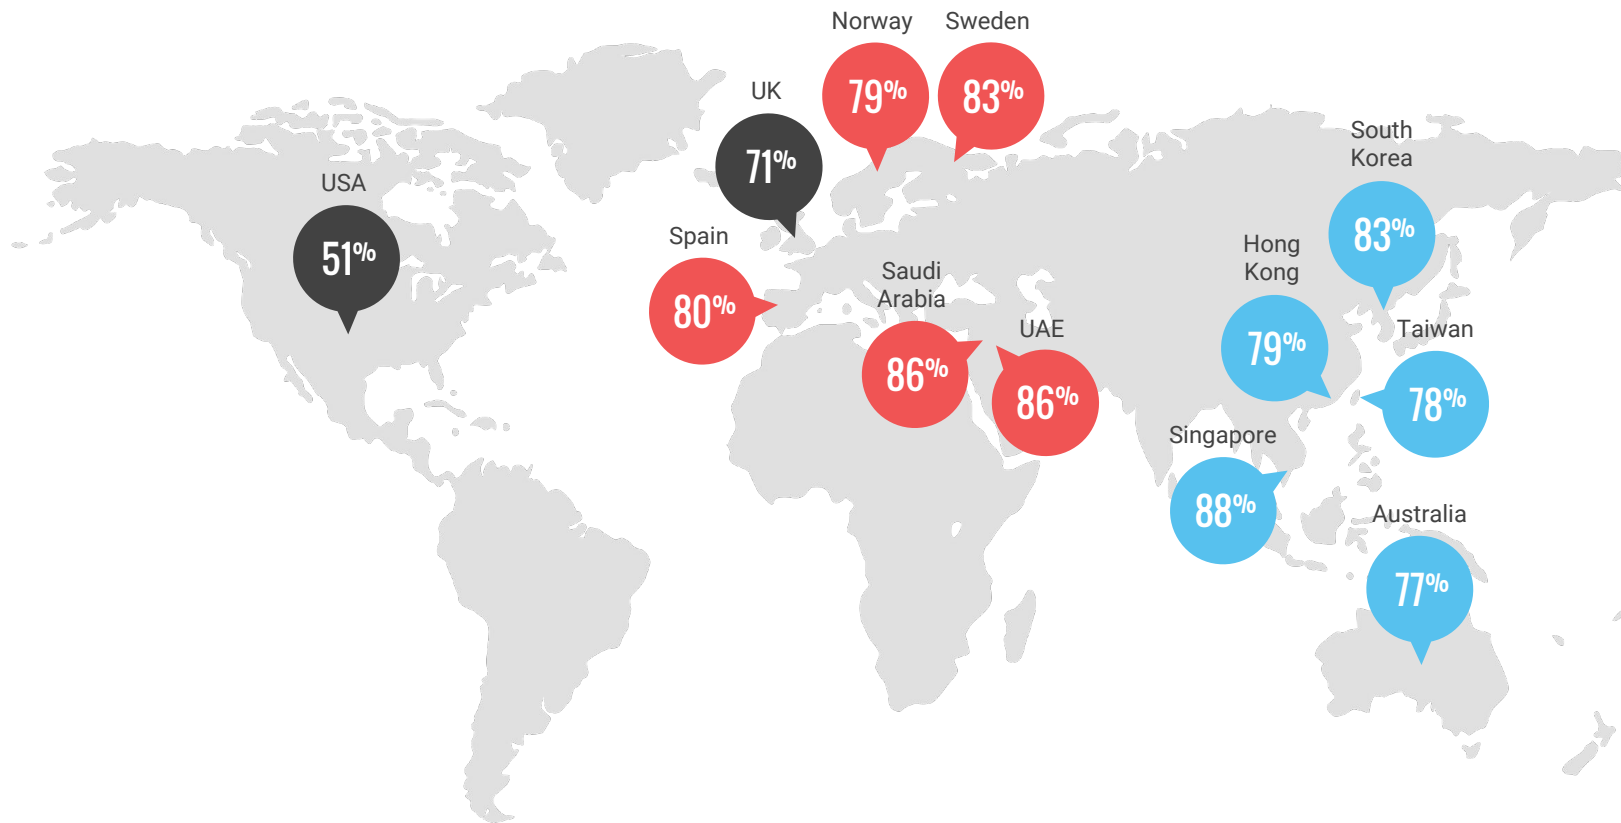 Norway
79%
Sweden
83%
UK
71%
USA
51%
Spain
80%
Saudi
Arabia
86%
UAE
86%
South
Korea
83%
Hong
Kong
79%
Taiwan
78%
Singapore
88%
Australia
77%